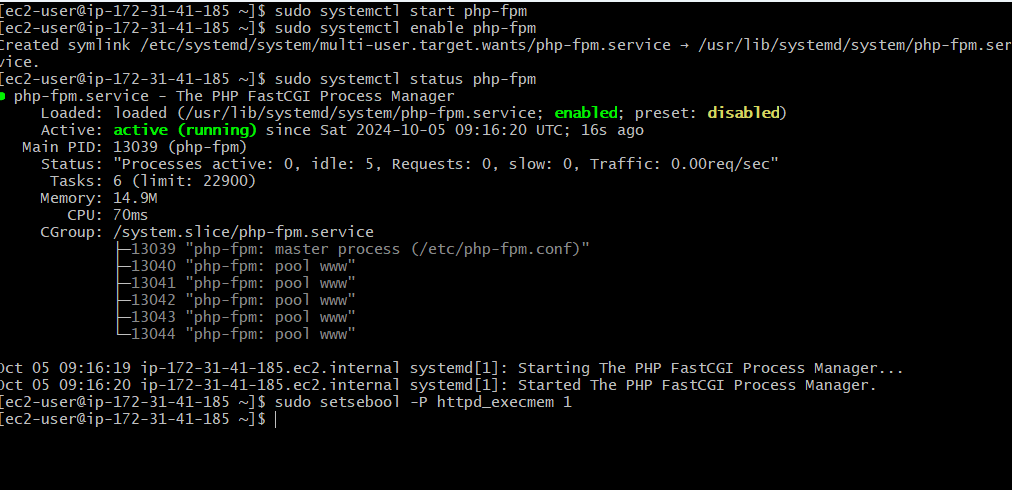 [ec2-user@ip-172-31-41-185 ~]$ sudo systemctl start php-fpm
[ec2-user@ip-172-31-41-185 ~]$ sudo systemctl enable php-fpm
Created symlink /etc/systemd/system/multi-user.target.wants/php-fpm.service → /usr/lib/systemd/system/php-fpm.ser
vice.
[ec2-user@ip-172-31-41-185 ~]$ sudo systemctl status php-fpm
● php-fpm.service - The PHP FastCGI Process Manager
     Loaded: loaded (/usr/lib/systemd/system/php-fpm.service; enabled; preset: disabled)
     Active: active (running) since Sat 2024-10-05 09:16:20 UTC; 16s ago
   Main PID: 13039 (php-fpm)
     Status: "Processes active: 0, idle: 5, Requests: 0, slow: 0, Traffic: 0.00req/sec"
      Tasks: 6 (limit: 22900)
     Memory: 14.9M
        CPU: 70ms
     CGroup: /system.slice/php-fpm.service
             ├─13039 "php-fpm: master process (/etc/php-fpm.conf)"
             ├─13040 "php-fpm: pool www"
             ├─13041 "php-fpm: pool www"
             ├─13042 "php-fpm: pool www"
             ├─13043 "php-fpm: pool www"
             └─13044 "php-fpm: pool www"
Oct 05 09:16:19 ip-172-31-41-185.ec2.internal systemd[1]: Starting The PHP FastCGI Process Manager...
Oct 05 09:16:20 ip-172-31-41-185.ec2.internal systemd[1]: Started The PHP FastCGI Process Manager.
[ec2-user@ip-172-31-41-185 ~]$ sudo setsebool -P httpd_execmem 1
[ec2-user@ip-172-31-41-185 ~]$